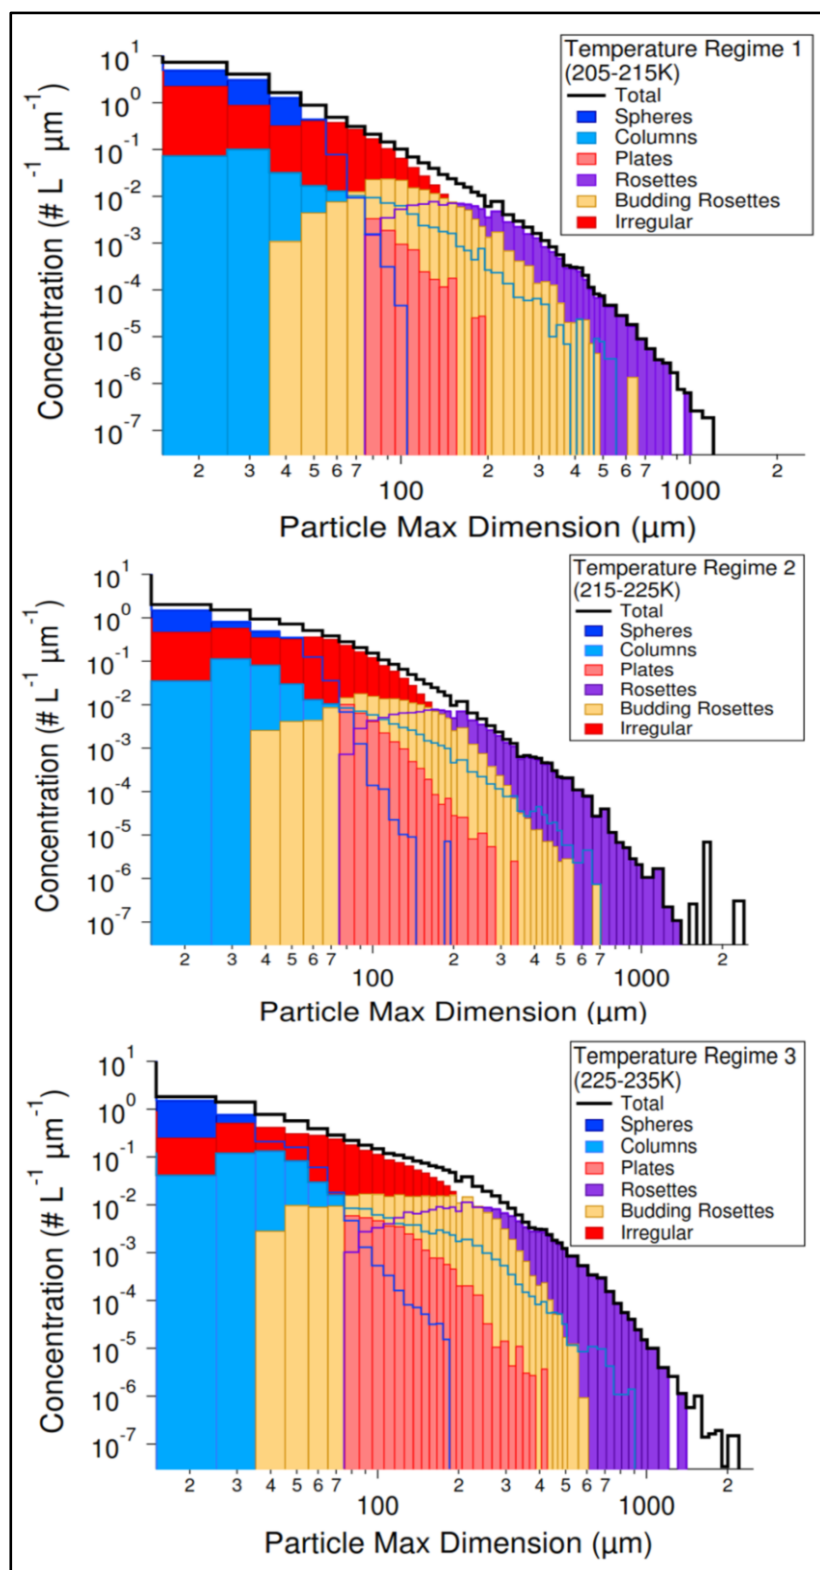 Temperature Regime 1
(205-215K)
Total
Spheres
Columns
Plates
Rosettes
Budding Rosettes
Irregular
Concentration (# L⁻¹ µm⁻¹)
10¹
10⁰
10⁻¹
10⁻²
10⁻³
10⁻⁴
10⁻⁵
10⁻⁶
10⁻⁷
2 3 4 5 6 7 2 3 4 5 6 7 2
100 1000
Particle Max Dimension (µm)
Temperature Regime 2
(215-225K)
Total
Spheres
Columns
Plates
Rosettes
Budding Rosettes
Irregular
Concentration (# L⁻¹ µm⁻¹)
10¹
10⁰
10⁻¹
10⁻²
10⁻³
10⁻⁴
10⁻⁵
10⁻⁶
10⁻⁷
2 3 4 5 6 7 2 3 4 5 6 7 2
100 1000
Particle Max Dimension (µm)
Temperature Regime 3
(225-235K)
Total
Spheres
Columns
Plates
Rosettes
Budding Rosettes
Irregular
Concentration (# L⁻¹ µm⁻¹)
10¹
10⁰
10⁻¹
10⁻²
10⁻³
10⁻⁴
10⁻⁵
10⁻⁶
10⁻⁷
2 3 4 5 6 7 2 3 4 5 6 7 2
100 1000
Particle Max Dimension (µm)